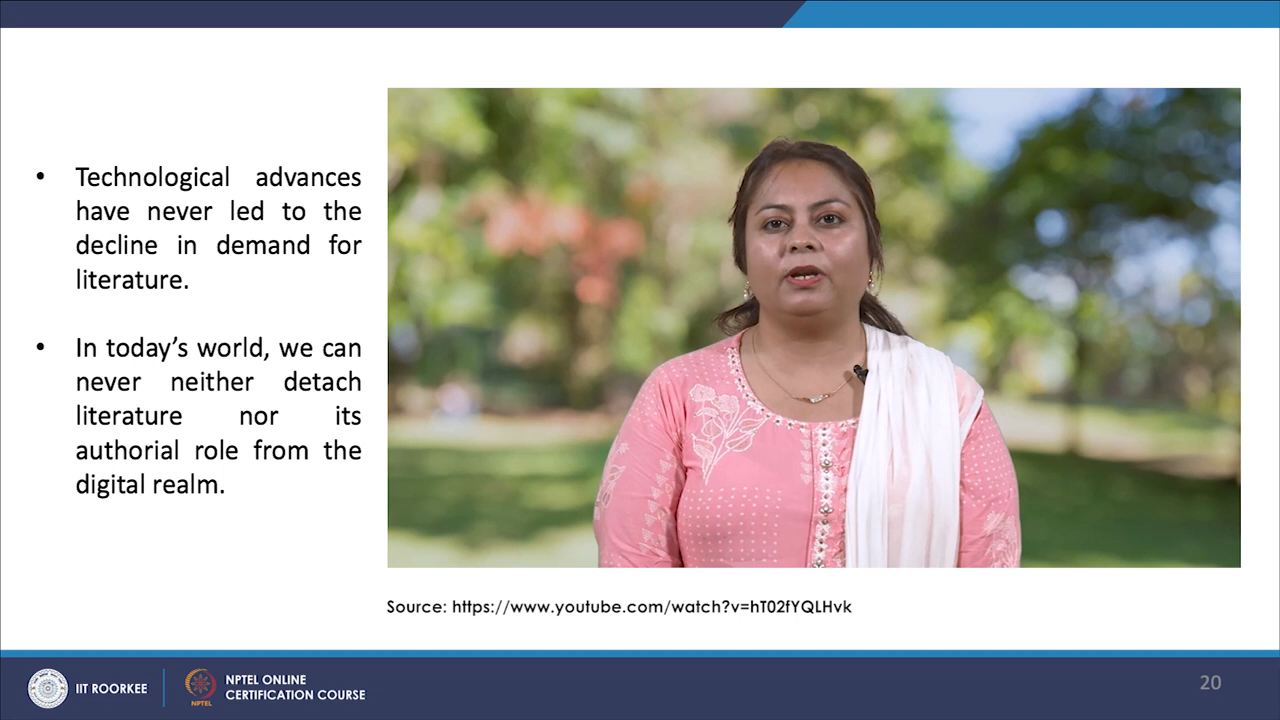 • Technological advances
have never led to the
decline in demand for
literature.
• In today’s world, we can
never neither detach
literature nor its
authorial role from the
digital realm.
Source: https://www.youtube.com/watch?v=hT02fYQLHvk
IIT ROORKEE
NPTEL
NPTEL ONLINE
CERTIFICATION COURSE
20